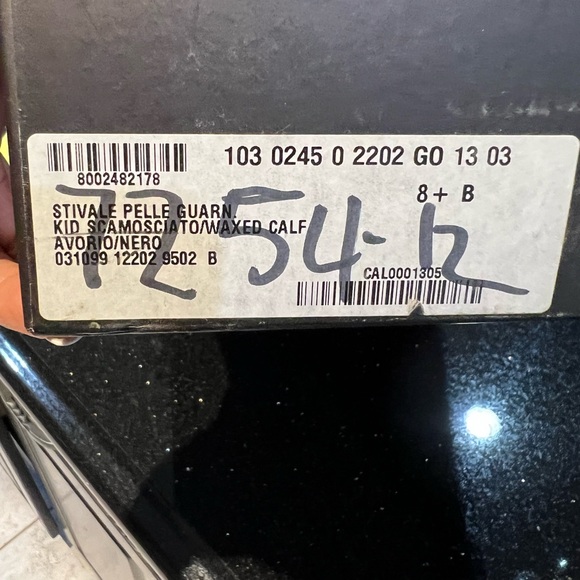 103 0245 0 2202 GO 13 03
8002482178
8+ B
STIVALE PELLE GUARN.
KID SCAMOSCIATO/WAXED CALF
AVORIO/NERO
031099 12202 9502 B
CAL0001305
7254-12